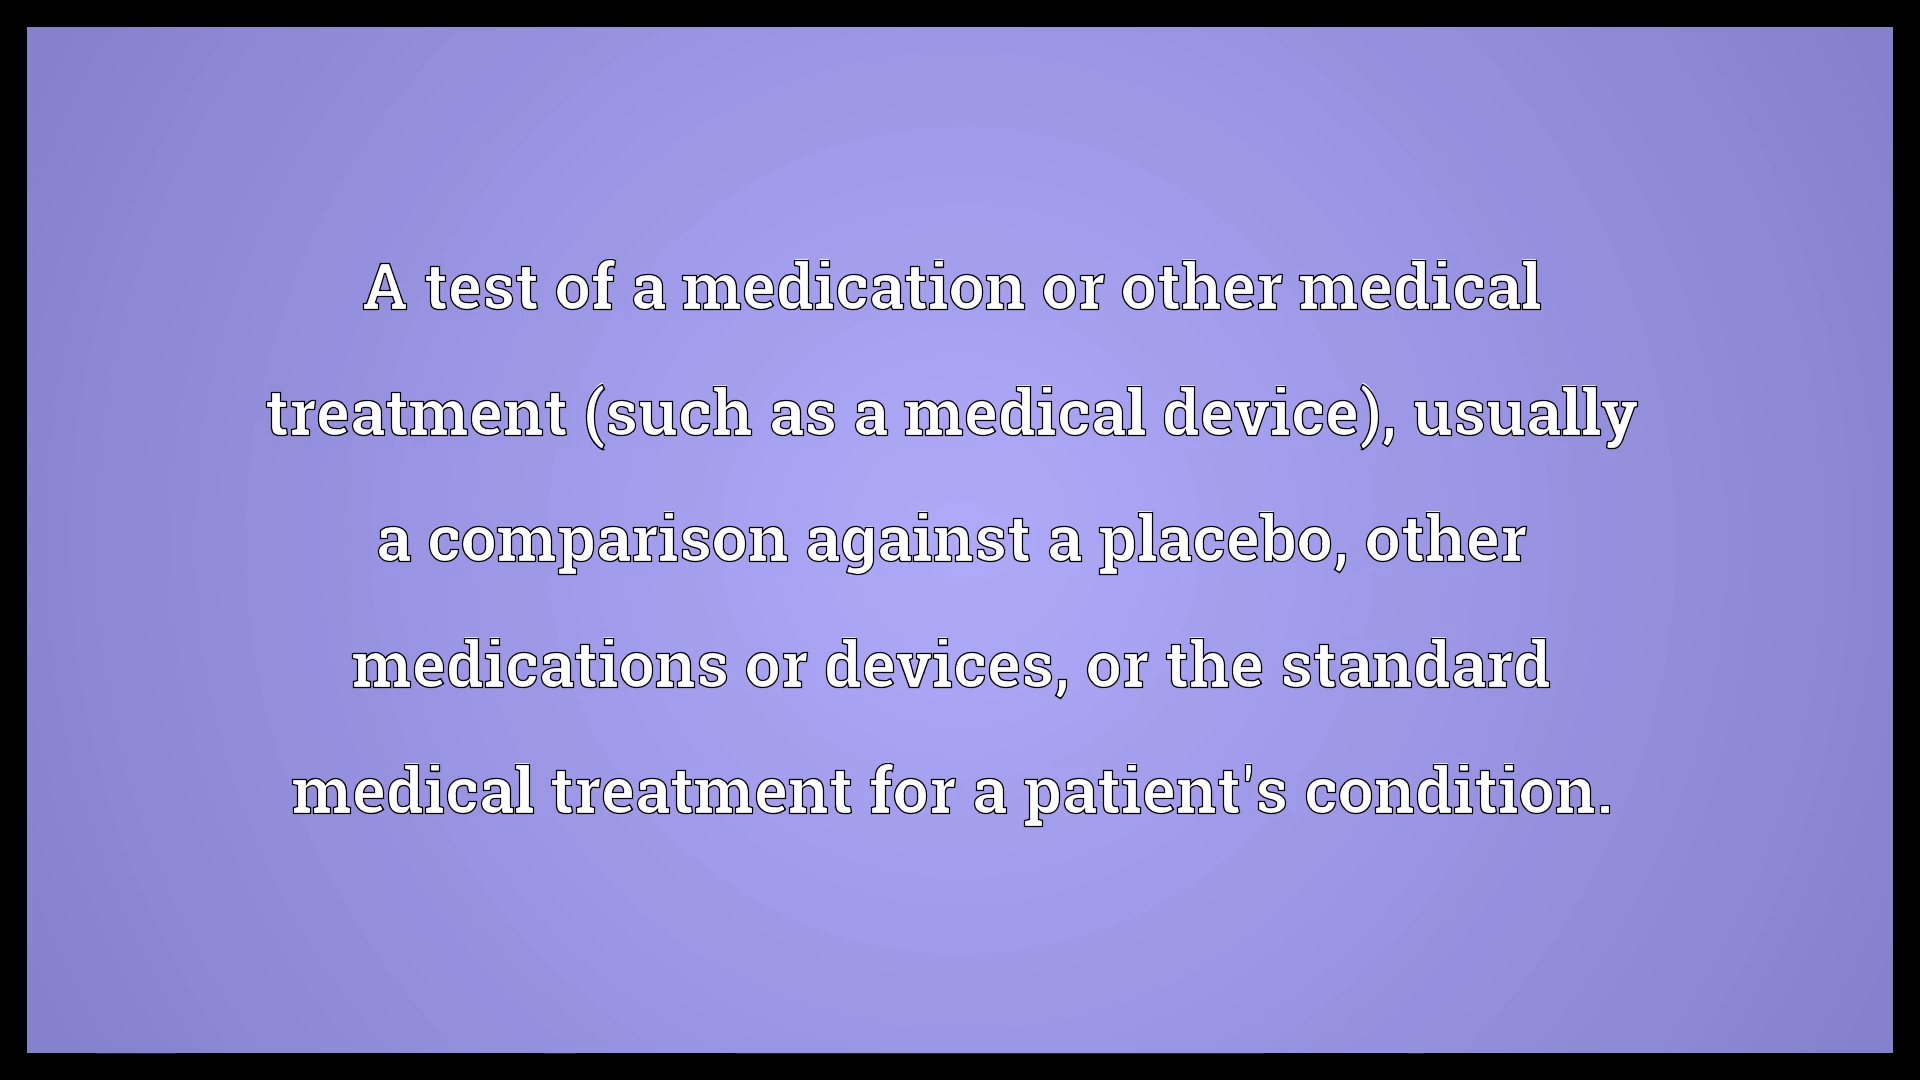 A test of a medication or other medical
treatment (such as a medical device), usually
a comparison against a placebo, other
medications or devices, or the standard
medical treatment for a patient's condition.